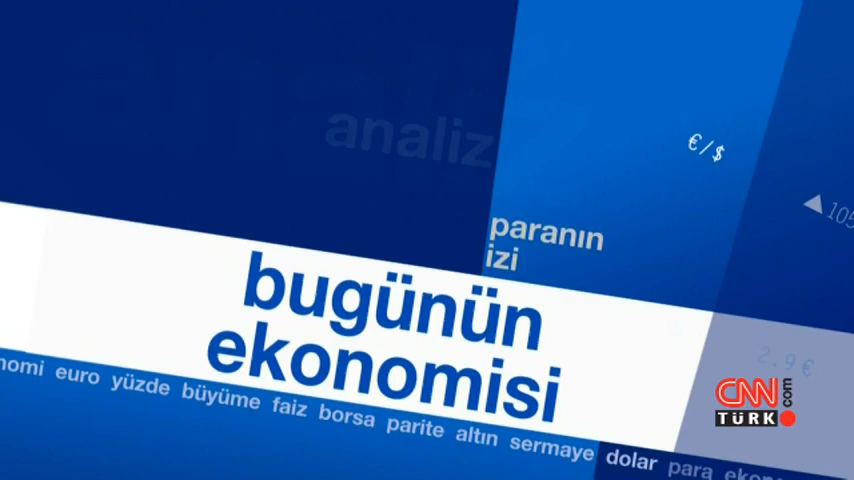 analiz
€/$
paranın
izi
▲105
bugünün
ekonomisi
2.9€
nomi euro yüzde büyüme faiz borsa parite altın sermaye dolar para ekono
CNN
TÜRK
.com